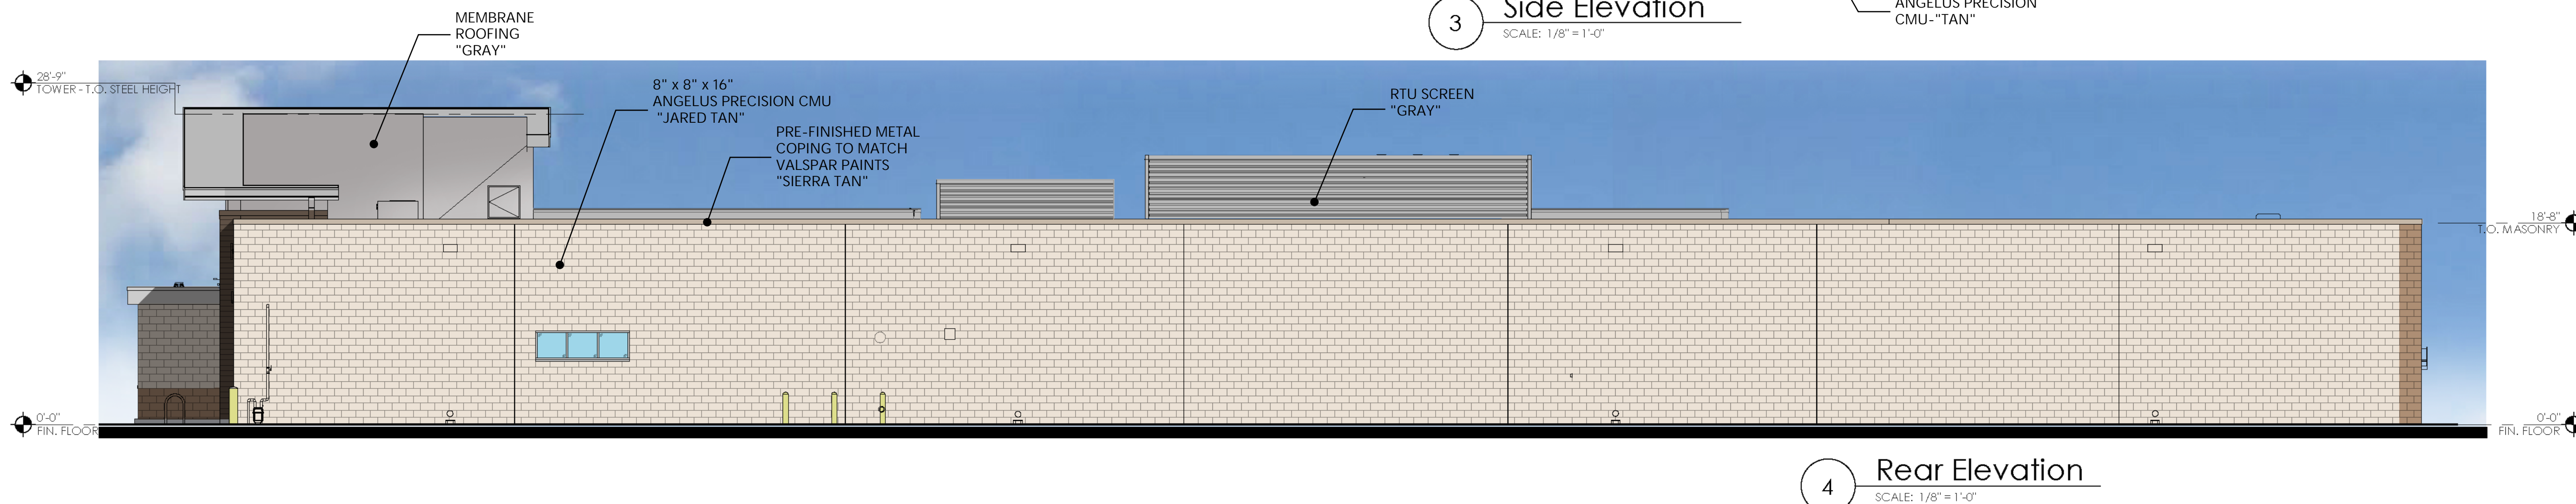 3
Side Elevation
SCALE: 1/8" = 1'-0"
ANGELUS PRECISION
CMU-"TAN"
MEMBRANE
ROOFING
"GRAY"
28'-9"
TOWER - T.O. STEEL HEIGHT
8" x 8" x 16"
ANGELUS PRECISION CMU
"JARED TAN"
PRE-FINISHED METAL
COPING TO MATCH
VALSPAR PAINTS
"SIERRA TAN"
RTU SCREEN
"GRAY"
18'-8"
T.O. MASONRY
0'-0"
FIN. FLOOR
0'-0"
FIN. FLOOR
4
Rear Elevation
SCALE: 1/8" = 1'-0"